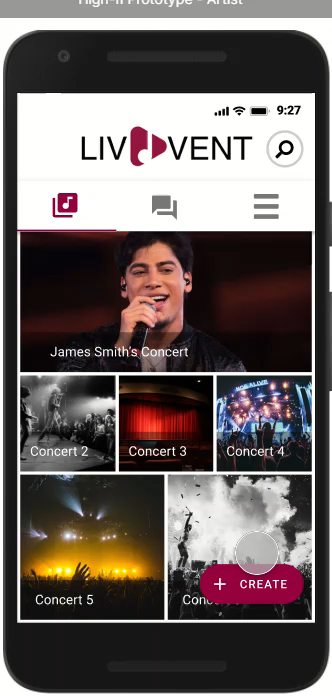 High-fi Prototype - Artist
9:27
LIV VENT
James Smith's Concert
Concert 2
Concert 3
Concert 4
Concert 5
+ CREATE